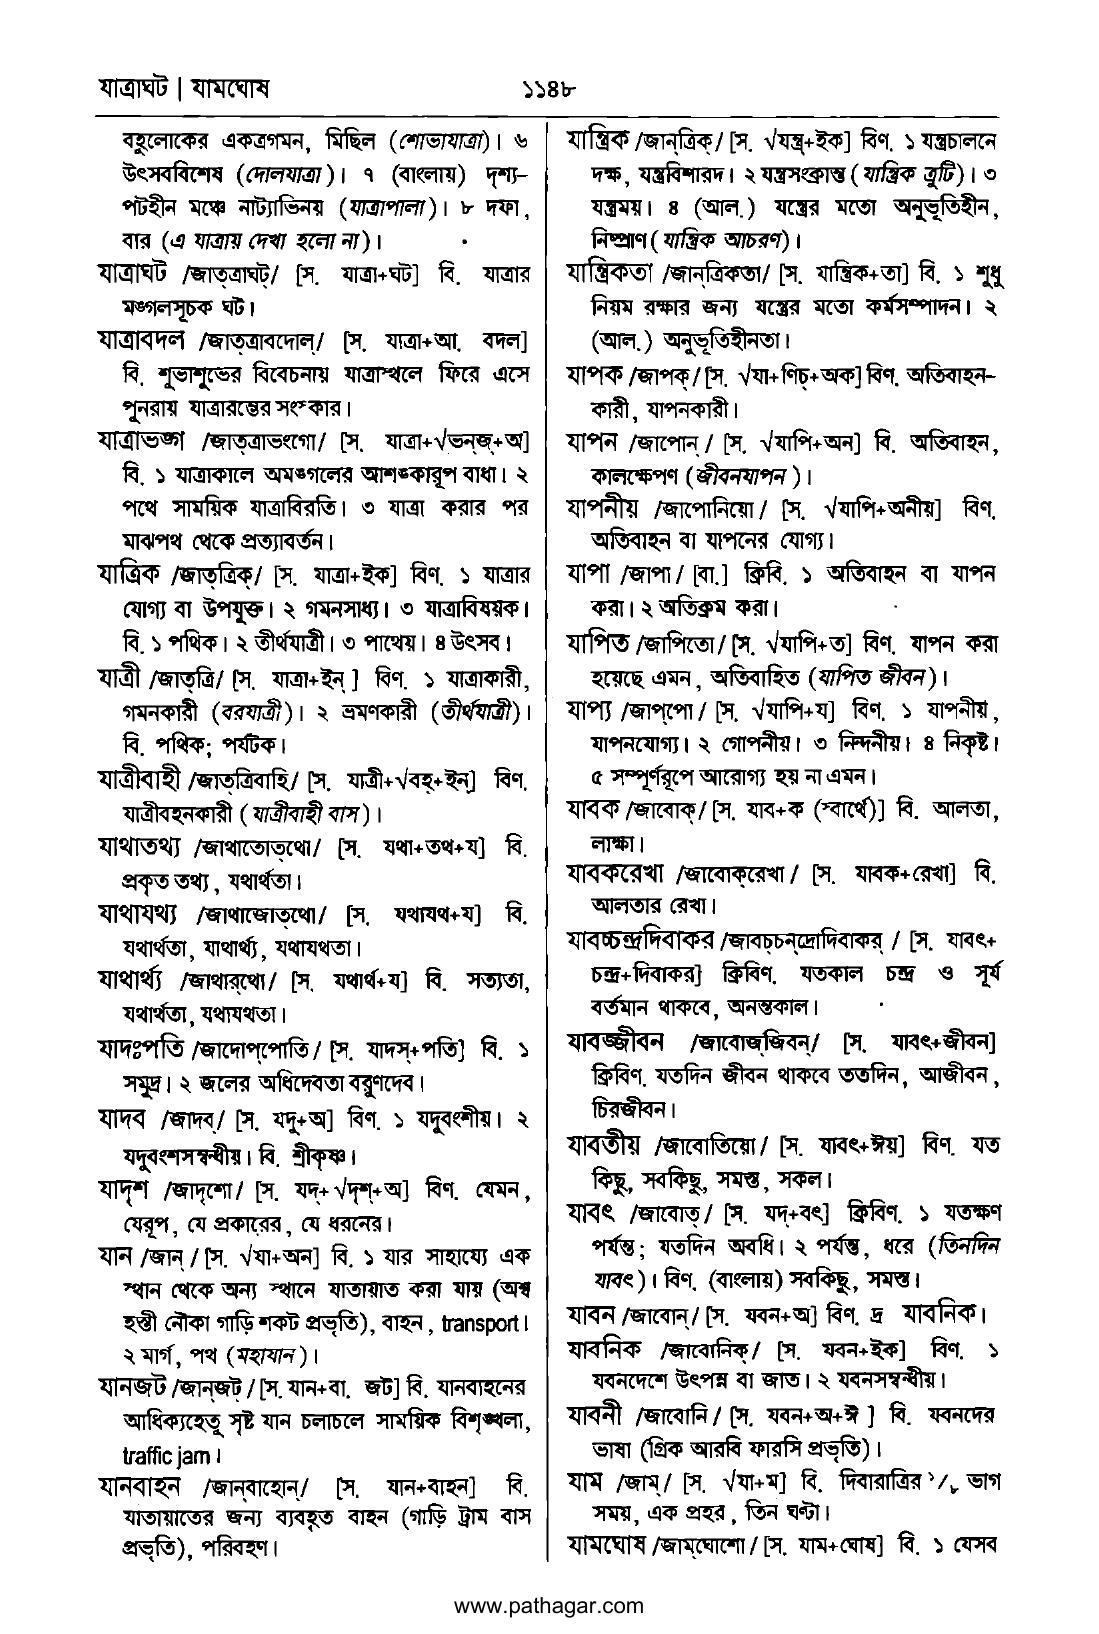 যাত্রাঘট | যামঘোষ ১১৪৮
বহুলোকের একত্রগমন, মিছিল (শোভাযাত্রা)। ৬
উৎসববিশেষ (দোলযাত্রা)। ৭ (বাংলায়) দৃশ্য-
পটহীন মঞ্চে নাট্যাভিনয় (যাত্রাপালা)। ৮ দফা,
বার (এ যাত্রায় দেখা হলো না)।
যাত্রাঘট /জাত্‌ত্রাঘট্/ [স. যাত্রা+ঘট] বি. যাত্রার
মঙ্গলসূচক ঘট।
যাত্রাবদল /জাত্‌ত্রাবদোল্/ [স. যাত্রা+আ. বদল]
বি. শুভাশুভের বিবেচনায় যাত্রাস্থলে ফিরে এসে
পুনরায় যাত্রারম্ভের সংস্কার।
যাত্রাভঙ্গ /জাত্‌ত্রাভংগো/ [স. যাত্রা+√ভন্‌জ্+অ]
বি. ১ যাত্রাকালে অমঙ্গলের আশঙ্কারূপ বাধা। ২
পথে সাময়িক যাত্রাবিরতি। ৩ যাত্রা করার পর
মাঝপথ থেকে প্রত্যাবর্তন।
যাত্রিক /জাত্‌ত্রিক্/ [স. যাত্রা+ইক] বিণ. ১ যাত্রার
যোগ্য বা উপযুক্ত। ২ গমনসাধ্য। ৩ যাত্রাবিষয়ক।
বি. ১ পথিক। ২ তীর্থযাত্রী। ৩ পাথেয়। ৪ উৎসব।
যাত্রী /জাত্‌ত্রি/ [স. যাত্রা+ইন্ ] বিণ. ১ যাত্রাকারী,
গমনকারী (বরযাত্রী)। ২ ভ্রমণকারী (তীর্থযাত্রী)।
বি. পথিক; পর্যটক।
যাত্রীবাহী /জাত্‌ত্রিবাহি/ [স. যাত্রী+√বহ্+ইন্] বিণ.
যাত্রীবহনকারী (যাত্রীবাহী বাস)।
যাথাতথ্য /জাথাতোত্‌থো/ [স. যথা+তথ+য] বি.
প্রকৃত তথ্য, যথার্থতা।
যাথাযথ্য /জাথাজোত্‌থো/ [স. যথাযথ+য] বি.
যথার্থতা, যাথার্থ্য, যথাযথতা।
যাথার্থ্য /জাথার্‌থো/ [স. যথার্থ+য] বি. সত্যতা,
যথার্থতা, যথাযথতা।
যাদঃপতি /জাদোপ্‌পোতি/ [স. যাদস্+পতি] বি. ১
সমুদ্র। ২ জলের অধিদেবতা বরুণদেব।
যাদব /জাদব্/ [স. যদু+অ] বিণ. ১ যদুবংশীয়। ২
যদুবংশসম্বন্ধীয়। বি. শ্রীকৃষ্ণ।
যাদৃশ /জাদৃশো/ [স. যদ্+√দৃশ্+অ] বিণ. যেমন,
যেরূপ, যে প্রকারের, যে ধরনের।
যান /জান্/ [স. √যা+অন] বি. ১ যার সাহায্যে এক
স্থান থেকে অন্য স্থানে যাতায়াত করা যায় (অশ্ব
হস্তী নৌকা গাড়ি শকট প্রভৃতি), বাহন, transport।
২ মার্গ, পথ (মহাযান)।
যানজট /জান্‌জট্/ [স. যান+বা. জট] বি. যানবাহনের
আধিক্যহেতু সৃষ্ট যান চলাচলে সাময়িক বিশৃঙ্খলা,
traffic jam।
যানবাহন /জান্‌বাহোন্/ [স. যান+বাহন] বি.
যাতায়াতের জন্য ব্যবহৃত বাহন (গাড়ি ট্রাম বাস
প্রভৃতি), পরিবহণ।
যান্ত্রিক /জান্‌ত্রিক্/ [স. √যন্ত্র+ইক] বিণ. ১ যন্ত্রচালনে
দক্ষ, যন্ত্রবিশারদ। ২ যন্ত্রসংক্রান্ত (যান্ত্রিক ত্রুটি)। ৩
যন্ত্রময়। ৪ (আল.) যন্ত্রের মতো অনুভূতিহীন,
নিষ্প্রাণ (যান্ত্রিক আচরণ)।
যান্ত্রিকতা /জান্‌ত্রিকতা/ [স. যান্ত্রিক+তা] বি. ১ শুধু
নিয়ম রক্ষার জন্য যন্ত্রের মতো কর্মসম্পাদন। ২
(আল.) অনুভূতিহীনতা।
যাপক /জাপক্/ [স. √যা+ণিচ্+অক] বিণ. অতিবাহন-
কারী, যাপনকারী।
যাপন /জাপোন্ / [স. √যাপি+অন] বি. অতিবাহন,
কালক্ষেপণ (জীবনযাপন )।
যাপনীয় /জাপোনিয়ো/ [স. √যাপি+অনীয়] বিণ.
অতিবাহন বা যাপনের যোগ্য।
যাপা /জাপা/ [বা.] ক্রিবি. ১ অতিবাহন বা যাপন
করা। ২ অতিক্রম করা।
যাপিত /জাপিতো/ [স. √যাপি+ত] বিণ. যাপন করা
হয়েছে এমন, অতিবাহিত (যাপিত জীবন)।
যাপ্য /জাপ্‌পো/ [স. √যাপি+য] বিণ. ১ যাপনীয়,
যাপনযোগ্য। ২ গোপনীয়। ৩ নিন্দনীয়। ৪ নিকৃষ্ট।
৫ সম্পূর্ণরূপে আরোগ্য হয় না এমন।
যাবক /জাবোক্/ [স. যাব+ক (স্বার্থে)] বি. আলতা,
লাক্ষা।
যাবকরেখা /জাবোক্‌রেখা/ [স. যাবক+রেখা] বি.
আলতার রেখা।
যাবচ্চন্দ্রদিবাকর /জাবচ্‌চন্‌দ্রোদিবাকর্ / [স. যাবৎ+
চন্দ্র+দিবাকর] ক্রিবিণ. যতকাল চন্দ্র ও সূর্য
বর্তমান থাকবে, অনন্তকাল।
যাবজ্জীবন /জাবোজ্‌জিবন্/ [স. যাবৎ+জীবন]
ক্রিবিণ. যতদিন জীবন থাকবে ততদিন, আজীবন,
চিরজীবন।
যাবতীয় /জাবোতিয়ো/ [স. যাবৎ+ঈয়] বিণ. যত
কিছু, সবকিছু, সমস্ত, সকল।
যাবৎ /জাবোত্/ [স. যদ্+বৎ] ক্রিবিণ. ১ যতক্ষণ
পর্যন্ত; যতদিন অবধি। ২ পর্যন্ত, ধরে (তিনদিন
যাবৎ)। বিণ. (বাংলায়) সবকিছু, সমস্ত।
যাবন /জাবোন্/ [স. যবন+অ] বিণ. দ্র যাবনিক।
যাবনিক /জাবোনিক্/ [স. যবন+ইক] বিণ. ১
যবনদেশে উৎপন্ন বা জাত। ২ যবনসম্বন্ধীয়।
যাবনী /জাবোনি/ [স. যবন+অ+ঈ ] বি. যবনদের
ভাষা (গ্রিক আরবি ফারসি প্রভৃতি)।
যাম /জাম্/ [স. √যা+ম] বি. দিবারাত্রির ১/৮ ভাগ
সময়, এক প্রহর, তিন ঘণ্টা।
যামঘোষ /জাম্‌ঘোশো/ [স. যাম+ঘোষ] বি. ১ যেসব
www.pathagar.com